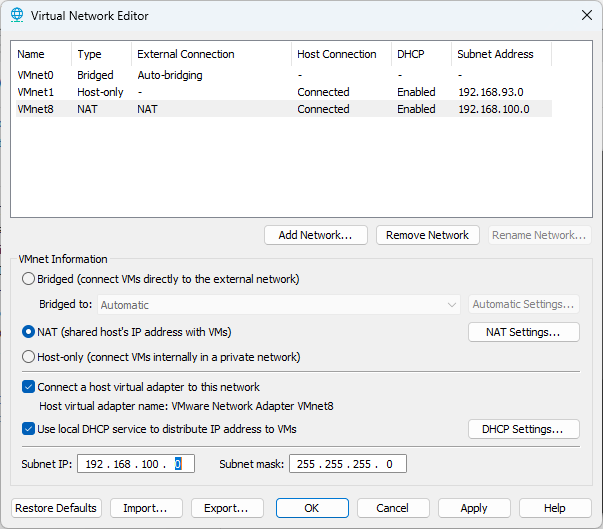 Virtual Network Editor
Name Type External Connection Host Connection DHCP Subnet Address
VMnet0 Bridged Auto-bridging - - -
VMnet1 Host-only - Connected Enabled 192.168.93.0
VMnet8 NAT NAT Connected Enabled 192.168.100.0
Add Network... Remove Network Rename Network...
VMnet Information
Bridged (connect VMs directly to the external network)
Bridged to: Automatic Automatic Settings...
NAT (shared host's IP address with VMs) NAT Settings...
Host-only (connect VMs internally in a private network)
Connect a host virtual adapter to this network
Host virtual adapter name: VMware Network Adapter VMnet8
Use local DHCP service to distribute IP address to VMs DHCP Settings...
Subnet IP: 192 . 168 . 100 . 0 Subnet mask: 255 . 255 . 255 . 0
Restore Defaults Import... Export... OK Cancel Apply Help